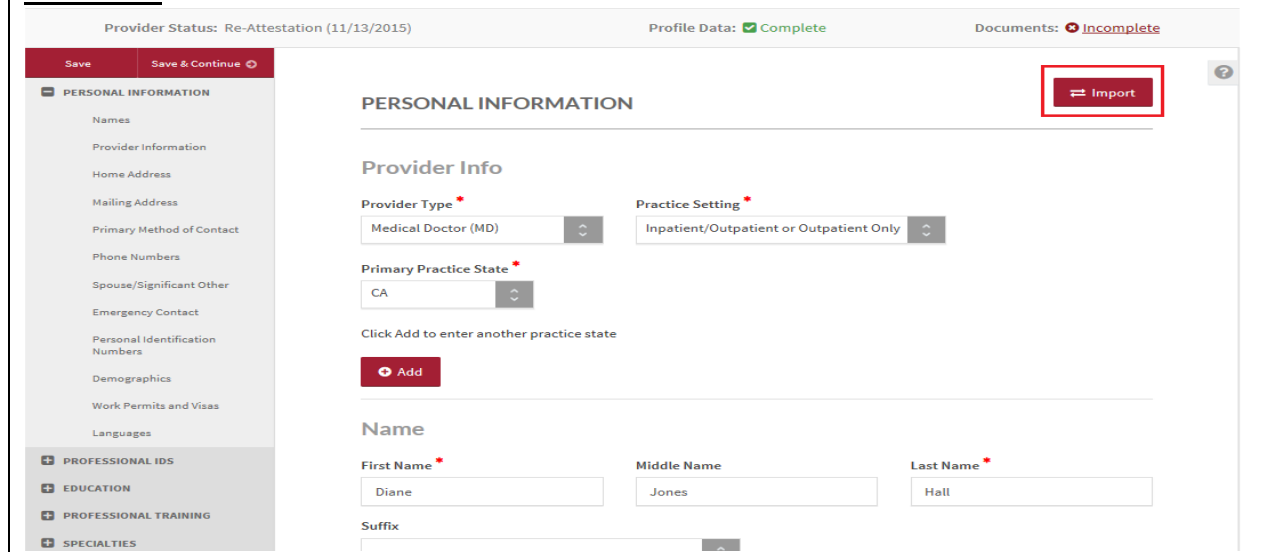 Provider Status: Re-Attestation (11/13/2015) Profile Data: Complete Documents: Incomplete
Save Save & Continue
PERSONAL INFORMATION
Names
Provider Information
Home Address
Mailing Address
Primary Method of Contact
Phone Numbers
Spouse/Significant Other
Emergency Contact
Personal Identification
Numbers
Demographics
Work Permits and Visas
Languages
PROFESSIONAL IDS
EDUCATION
PROFESSIONAL TRAINING
SPECIALTIES
?
PERSONAL INFORMATION
Import
Provider Info
Provider Type * Practice Setting *
Medical Doctor (MD) Inpatient/Outpatient or Outpatient Only
Primary Practice State *
CA
Click Add to enter another practice state
Add
Name
First Name * Middle Name Last Name *
Diane Jones Hall
Suffix